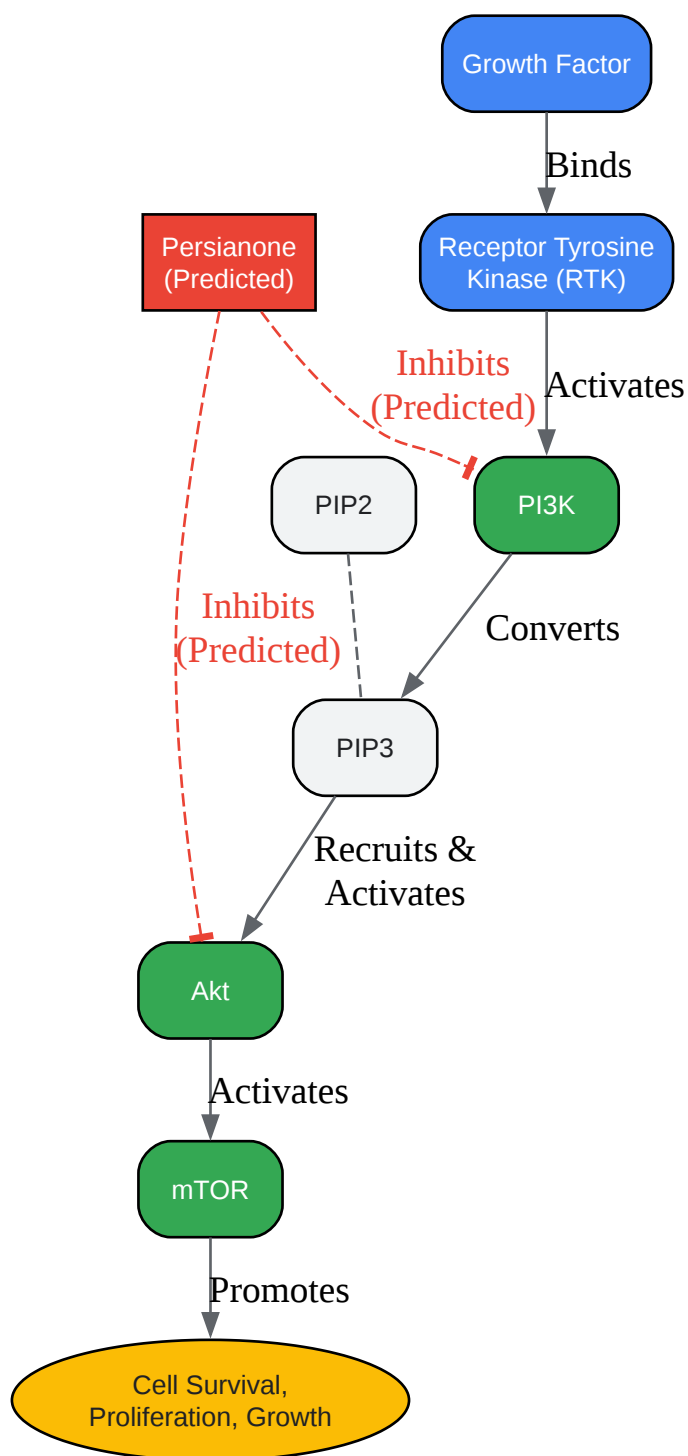 Growth Factor
Binds
Persianone
(Predicted)
Receptor Tyrosine
Kinase (RTK)
Inhibits
(Predicted)
Activates
PIP2
PI3K
Inhibits
(Predicted)
Converts
PIP3
Recruits &
Activates
Akt
Activates
mTOR
Promotes
Cell Survival,
Proliferation, Growth